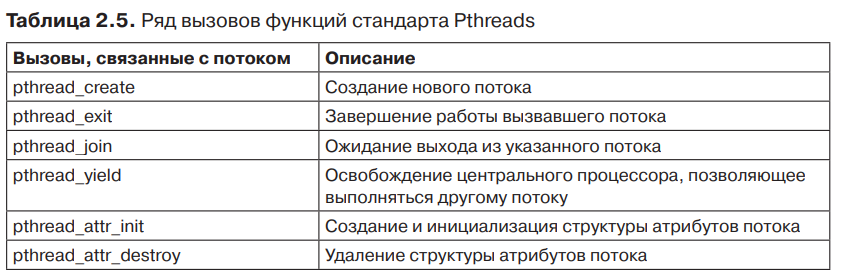 Таблица 2.5. Ряд вызовов функций стандарта Pthreads
Вызовы, связанные с потоком Описание
pthread_create Создание нового потока
pthread_exit Завершение работы вызвавшего потока
pthread_join Ожидание выхода из указанного потока
pthread_yield Освобождение центрального процессора, позволяющее
выполняться другому потоку
pthread_attr_init Создание и инициализация структуры атрибутов потока
pthread_attr_destroy Удаление структуры атрибутов потока